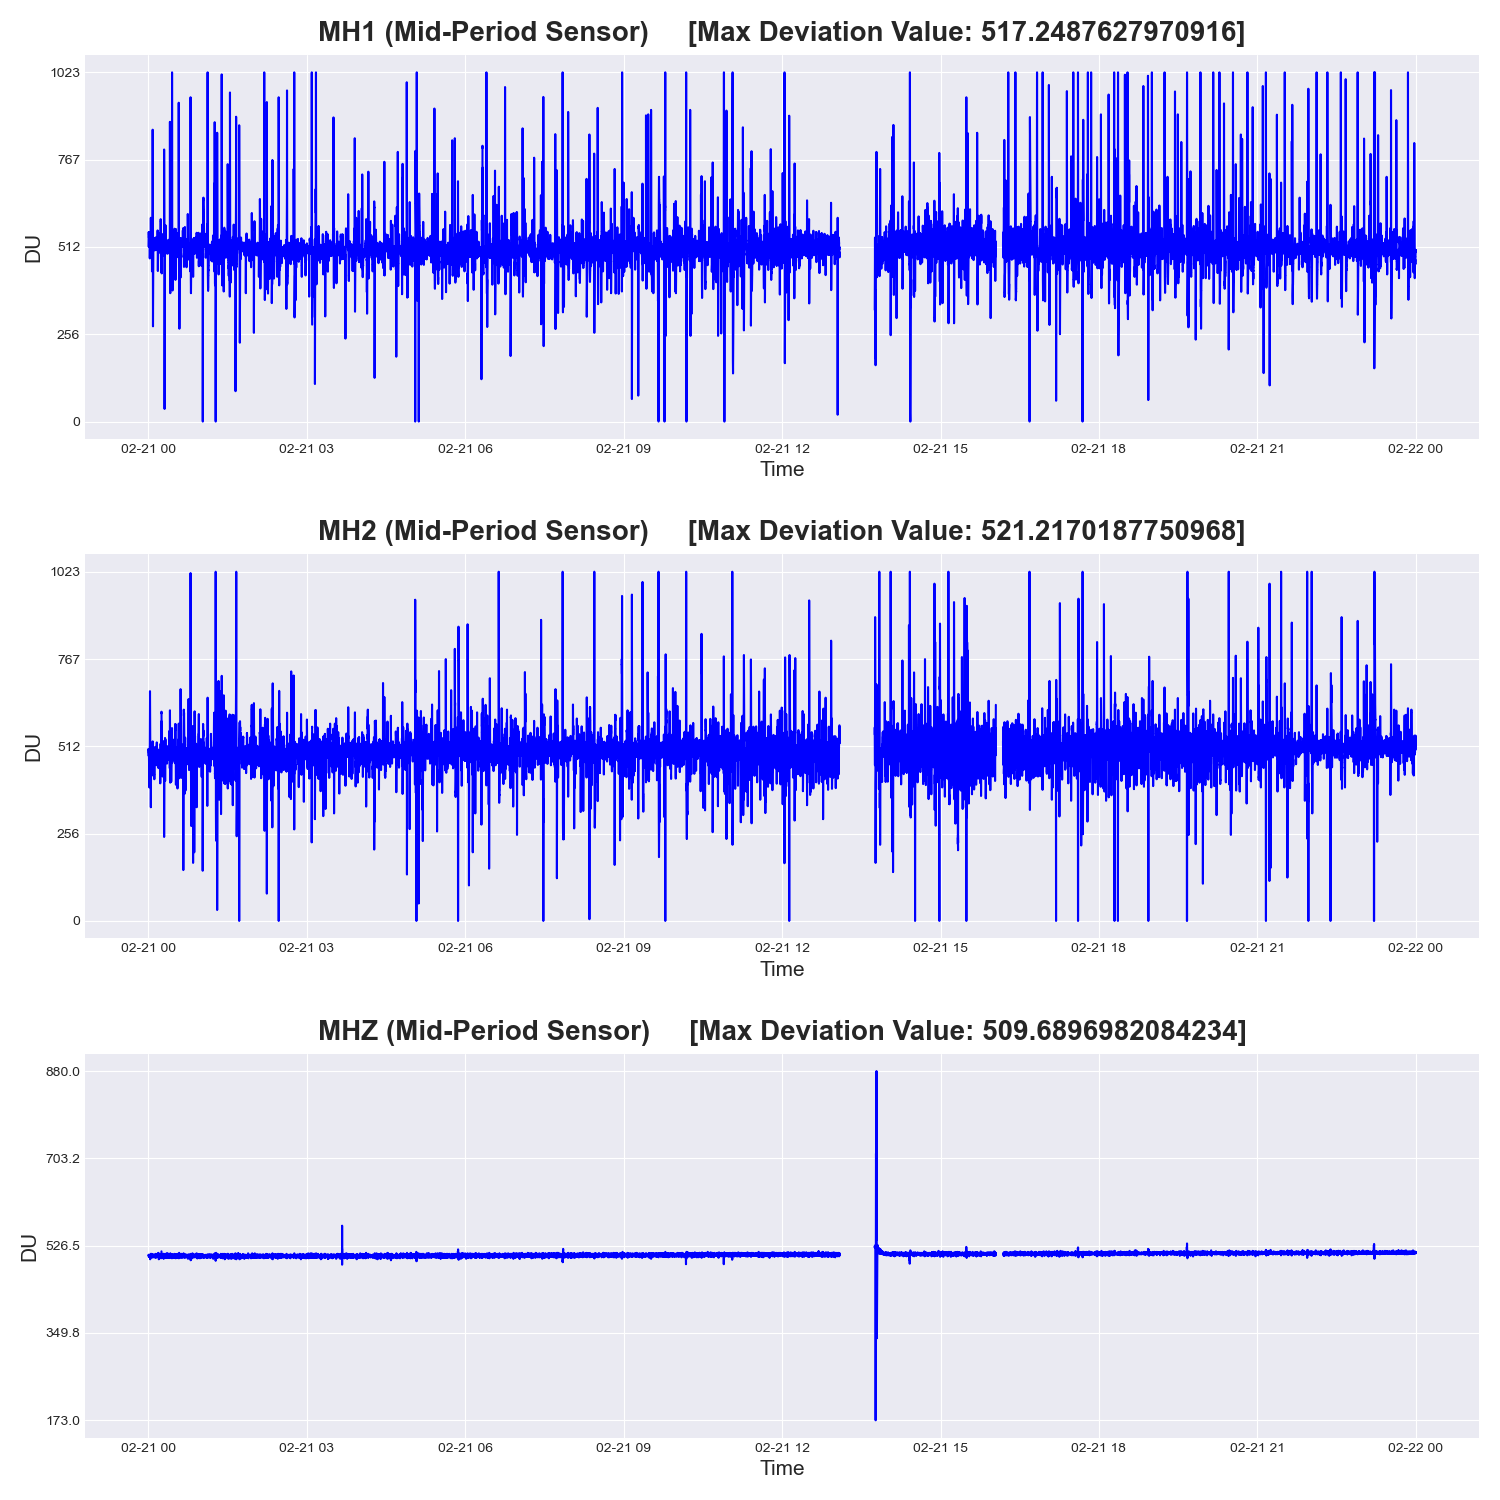 MH1 (Mid-Period Sensor) [Max Deviation Value: 517.2487627970916]
1023
767
512
256
0
DU
02-21 00 02-21 03 02-21 06 02-21 09 02-21 12 02-21 15 02-21 18 02-21 21 02-22 00
Time
MH2 (Mid-Period Sensor) [Max Deviation Value: 521.2170187750968]
1023
767
512
256
0
DU
02-21 00 02-21 03 02-21 06 02-21 09 02-21 12 02-21 15 02-21 18 02-21 21 02-22 00
Time
MHZ (Mid-Period Sensor) [Max Deviation Value: 509.6896982084234]
880.0
703.2
526.5
349.8
173.0
DU
02-21 00 02-21 03 02-21 06 02-21 09 02-21 12 02-21 15 02-21 18 02-21 21 02-22 00
Time